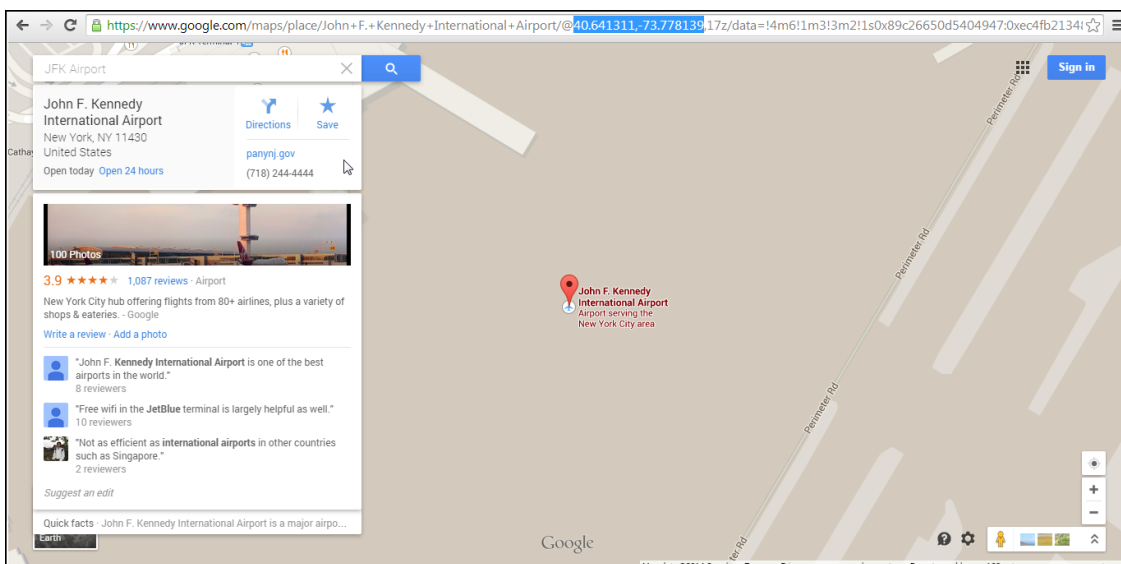 https://www.google.com/maps/place/John+F.+Kennedy+International+Airport/@40.641311,-73.778139,17z/data=!4m6!1m3!3m2!1s0x89c26650d5404947:0xec4fb2134
JFK Airport
Sign in
John F. Kennedy
International Airport
New York, NY 11430
United States
Open today Open 24 hours
Directions
Save
panynj.gov
(718) 244-4444
Cathay
100 Photos
3.9 1,087 reviews · Airport
New York City hub offering flights from 80+ airlines, plus a variety of
shops & eateries. - Google
Write a review · Add a photo
"John F. Kennedy International Airport is one of the best
airports in the world."
8 reviewers
"Free wifi in the JetBlue terminal is largely helpful as well."
10 reviewers
"Not as efficient as international airports in other countries
such as Singapore."
2 reviewers
Suggest an edit
Quick facts · John F. Kennedy International Airport is a major airpo...
Earth
John F. Kennedy
International Airport
Airport serving the
New York City area
Perimeter Rd
Perimeter Rd
Perimeter Rd
Google